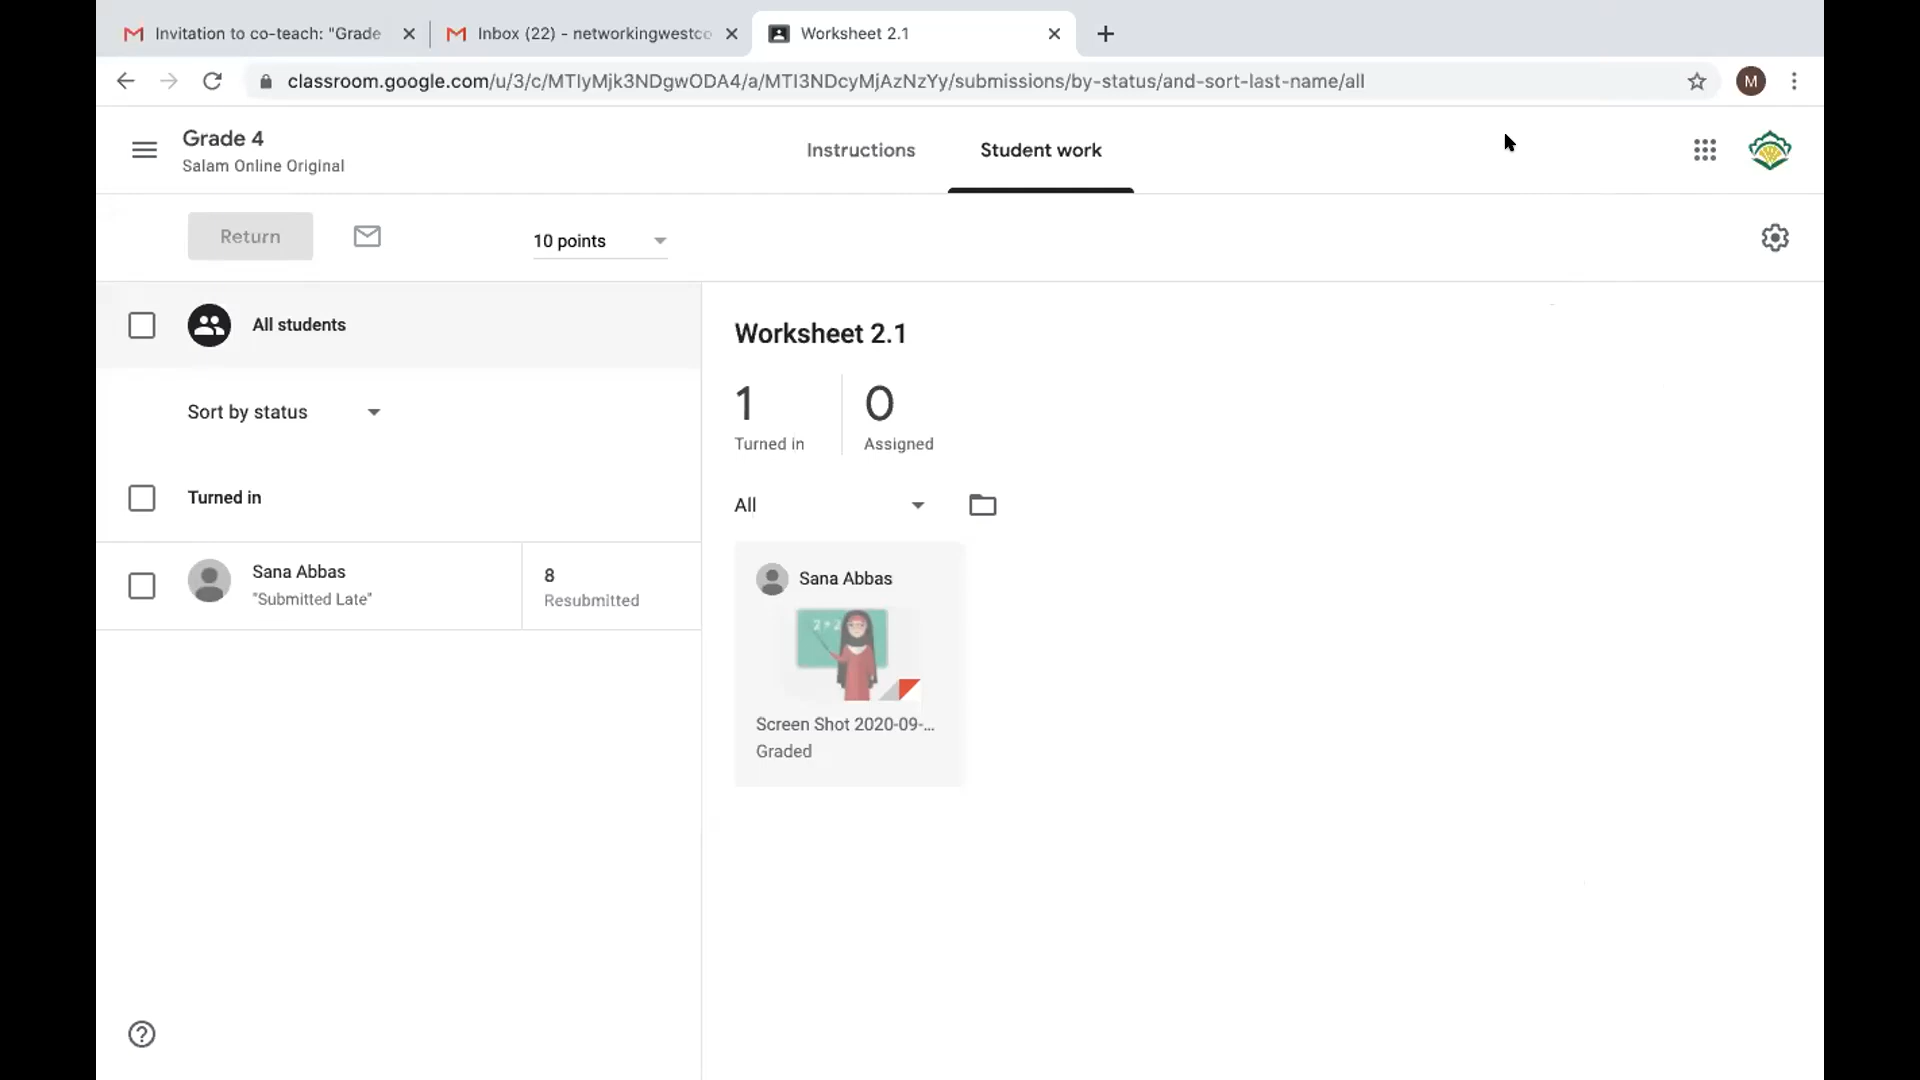 Invitation to co-teach: "Grade
Inbox (22) - networkingwestco
Worksheet 2.1
classroom.google.com/u/3/c/MTIyMjk3NDgwODA4/a/MTI3NDcyMjAzNzYy/submissions/by-status/and-sort-last-name/all
M
Grade 4
Salam Online Original
Instructions
Student work
Return
10 points
All students
Sort by status
Turned in
Sana Abbas
"Submitted Late"
8
Resubmitted
Worksheet 2.1
1
Turned in
0
Assigned
All
Sana Abbas
Screen Shot 2020-09-...
Graded